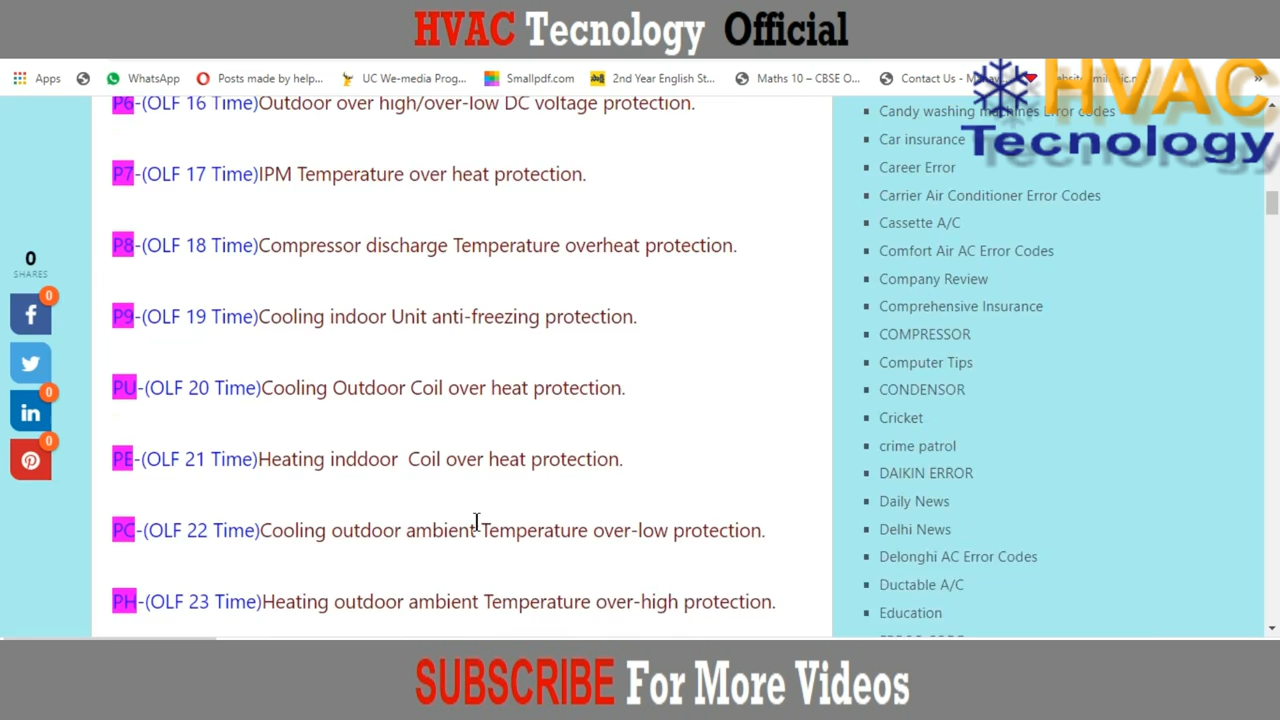 HVAC Tecnology Official
Apps WhatsApp Posts made by help... UC We-media Prog... Smallpdf.com 2nd Year English St... Maths 10 – CBSE O... Contact Us -
HVAC
Tecnology
P6-(OLF 16 Time)Outdoor over high/over-low DC voltage protection.
P7-(OLF 17 Time)IPM Temperature over heat protection.
P8-(OLF 18 Time)Compressor discharge Temperature overheat protection.
P9-(OLF 19 Time)Cooling indoor Unit anti-freezing protection.
PU-(OLF 20 Time)Cooling Outdoor Coil over heat protection.
PE-(OLF 21 Time)Heating inddoor Coil over heat protection.
PC-(OLF 22 Time)Cooling outdoor ambient Temperature over-low protection.
PH-(OLF 23 Time)Heating outdoor ambient Temperature over-high protection.
0
SHARES
0
0
0
Candy washing machines Error codes
Car insurance
Career Error
Carrier Air Conditioner Error Codes
Cassette A/C
Comfort Air AC Error Codes
Company Review
Comprehensive Insurance
COMPRESSOR
Computer Tips
CONDENSOR
Cricket
crime patrol
DAIKIN ERROR
Daily News
Delhi News
Delonghi AC Error Codes
Ductable A/C
Education
SUBSCRIBE For More Videos